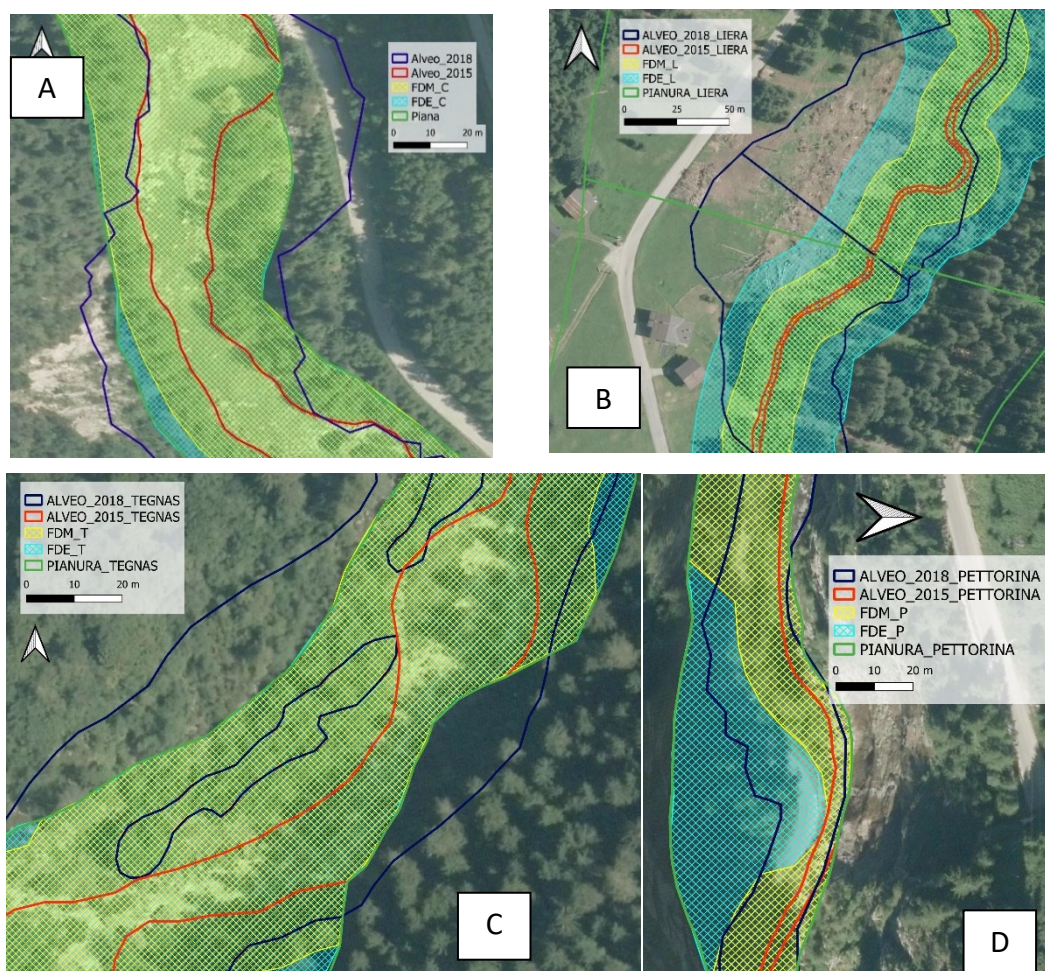 A
Alveo_2018
Alveo_2015
FDM_C
FDE_C
Piana
0 10 20 m
B
ALVEO_2018_LIERA
ALVEO_2015_LIERA
FDM_L
FDE_L
PIANURA_LIERA
0 25 50 m
C
ALVEO_2018_TEGNAS
ALVEO_2015_TEGNAS
FDM_T
FDE_T
PIANURA_TEGNAS
0 10 20 m
D
ALVEO_2018_PETTORINA
ALVEO_2015_PETTORINA
FDM_P
FDE_P
PIANURA_PETTORINA
0 10 20 m